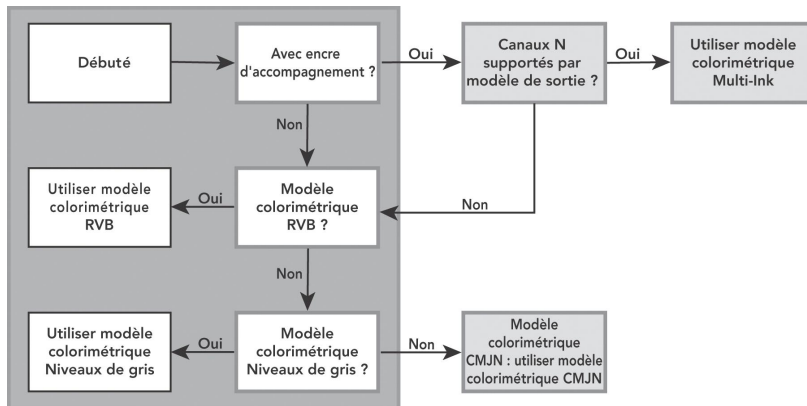 Débuté
Avec encre
d'accompagnement ?
Oui
Canaux N
supportés par
modèle de sortie ?
Oui
Utiliser modèle
colorimétrique
Multi-Ink
Non
Utiliser modèle
colorimétrique
RVB
Oui
Modèle
colorimétrique
RVB ?
Non
Non
Utiliser modèle
colorimétrique
Niveaux de gris
Oui
Modèle
colorimétrique
Niveaux de gris ?
Non
Modèle
colorimétrique
CMJN : utiliser modèle
colorimétrique CMJN